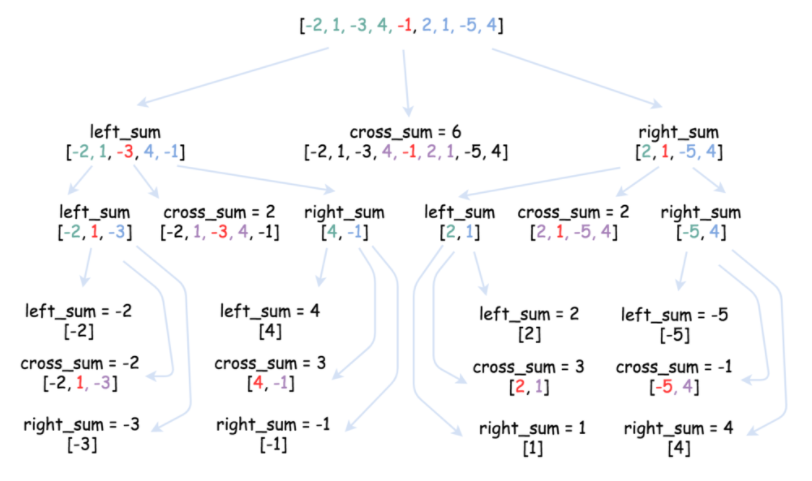 [-2, 1, -3, 4, -1, 2, 1, -5, 4]
left_sum
[-2, 1, -3, 4, -1]
cross_sum = 6
[-2, 1, -3, 4, -1, 2, 1, -5, 4]
right_sum
[2, 1, -5, 4]
left_sum
[-2, 1, -3]
cross_sum = 2
[-2, 1, -3, 4, -1]
right_sum
[4, -1]
left_sum
[2, 1]
cross_sum = 2
[2, 1, -5, 4]
right_sum
[-5, 4]
left_sum = -2
[-2]
cross_sum = -2
[-2, 1, -3]
right_sum = -3
[-3]
left_sum = 4
[4]
cross_sum = 3
[4, -1]
right_sum = -1
[-1]
left_sum = 2
[2]
cross_sum = 3
[2, 1]
right_sum = 1
[1]
left_sum = -5
[-5]
cross_sum = -1
[-5, 4]
right_sum = 4
[4]